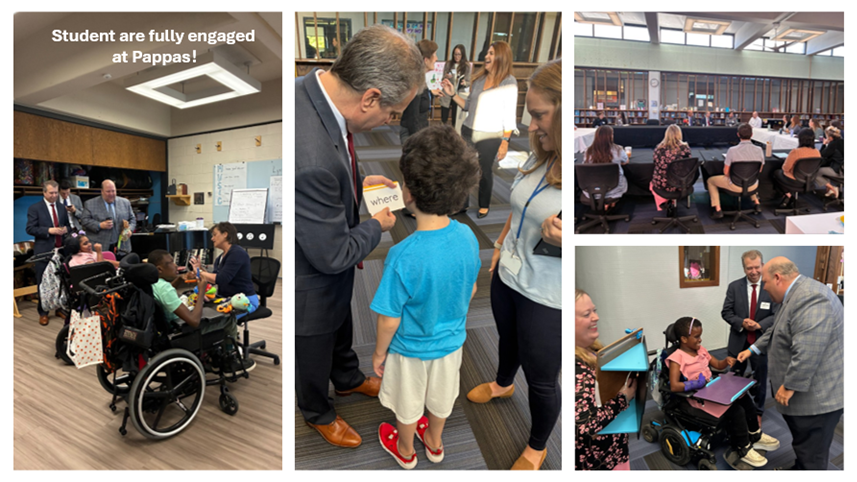 Student are fully engaged
at Pappas!
where